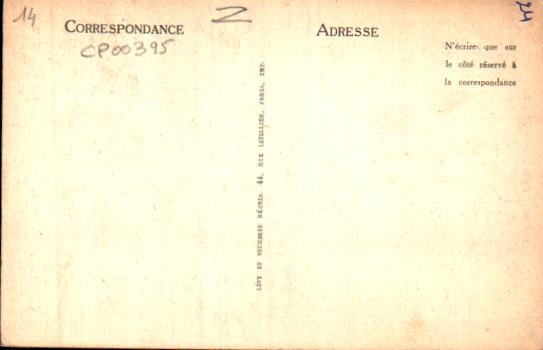 14
Z
24
CORRESPONDANCE
ADRESSE
CP00395
N'écrire que sur
le côté réservé à
la correspondance
LÉVY ET NEURDEIN RÉUNIS, 44, RUE LETELLIER, PARIS, IMP.